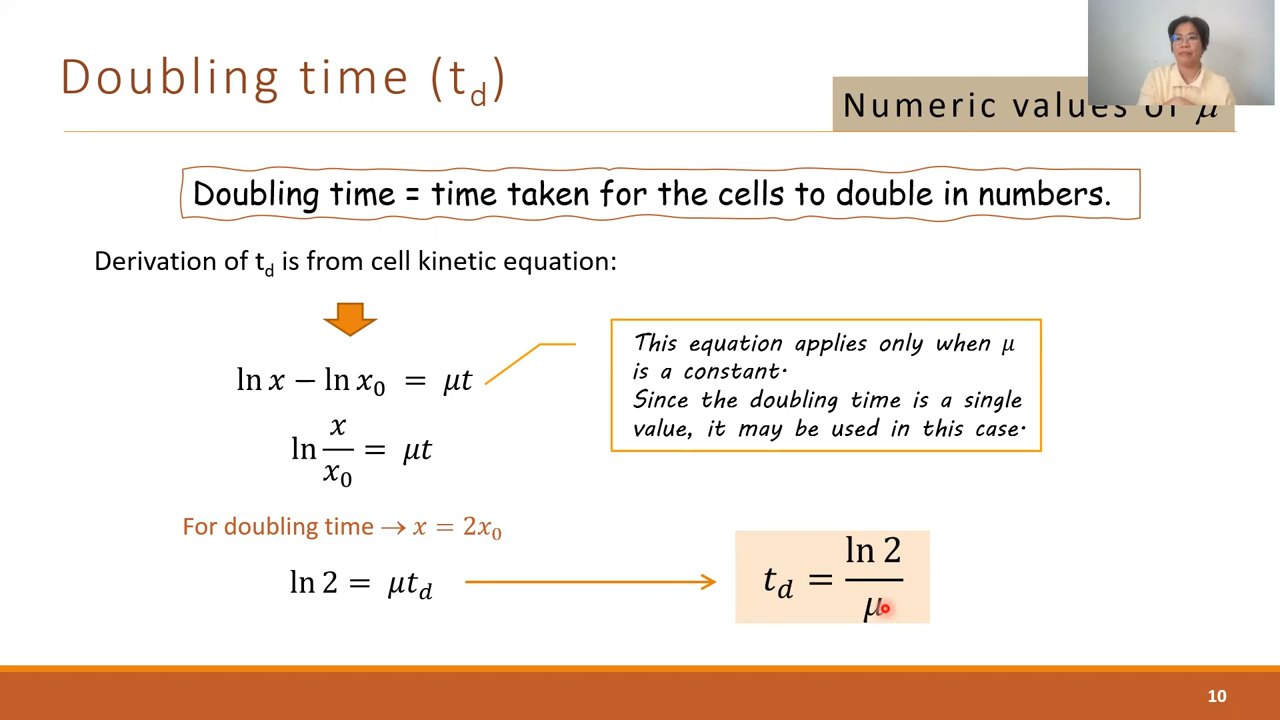 Doubling time (t_d)
Numeric values of μ
Doubling time = time taken for the cells to double in numbers.
Derivation of t_d is from cell kinetic equation:
ln x − ln x₀ = μt
This equation applies only when μ
is a constant.
Since the doubling time is a single
value, it may be used in this case.
ln x/x₀ = μt
For doubling time → x = 2x₀
ln 2 = μt_d
t_d = ln 2/μ
10